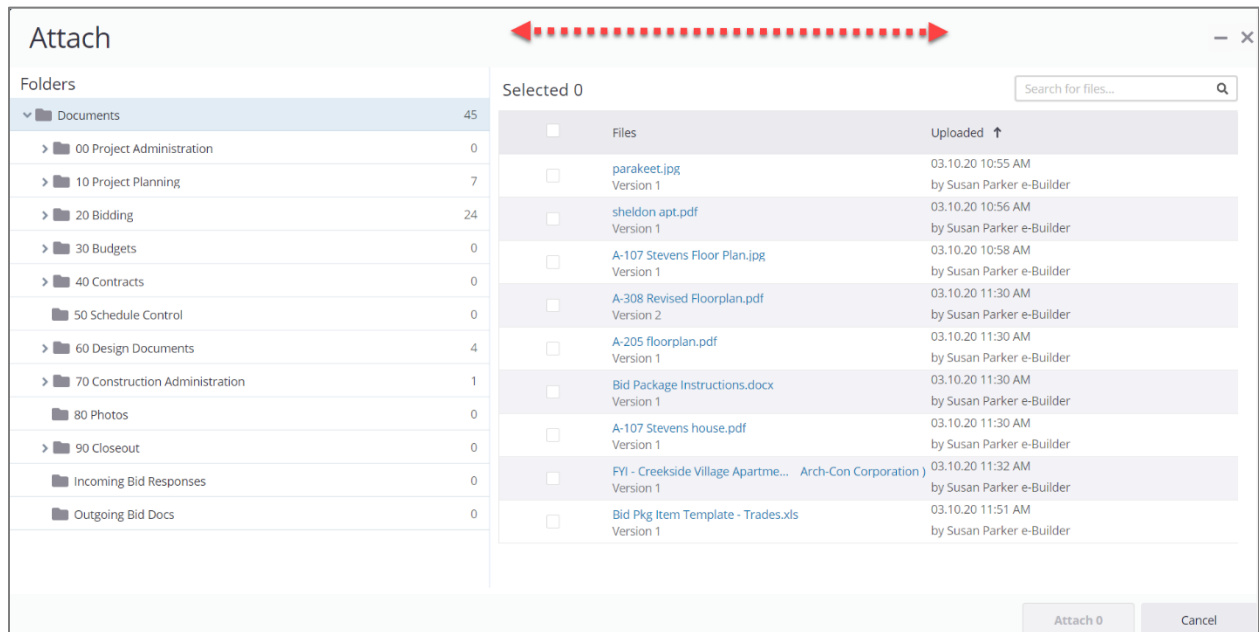 Attach
Folders
Documents 45
00 Project Administration 0
10 Project Planning 7
20 Bidding 24
30 Budgets 0
40 Contracts 0
50 Schedule Control 0
60 Design Documents 4
70 Construction Administration 1
80 Photos 0
90 Closeout 0
Incoming Bid Responses 0
Outgoing Bid Docs 0
Selected 0
Search for files...
Files Uploaded
parakeet.jpg 03.10.20 10:55 AM
Version 1 by Susan Parker e-Builder
sheldon apt.pdf 03.10.20 10:56 AM
Version 1 by Susan Parker e-Builder
A-107 Stevens Floor Plan.jpg 03.10.20 10:58 AM
Version 1 by Susan Parker e-Builder
A-308 Revised Floorplan.pdf 03.10.20 11:30 AM
Version 2 by Susan Parker e-Builder
A-205 floorplan.pdf 03.10.20 11:30 AM
Version 1 by Susan Parker e-Builder
Bid Package Instructions.docx 03.10.20 11:30 AM
Version 1 by Susan Parker e-Builder
A-107 Stevens house.pdf 03.10.20 11:30 AM
Version 1 by Susan Parker e-Builder
FYI - Creekside Village Apartme... Arch-Con Corporation ) 03.10.20 11:32 AM
Version 1 by Susan Parker e-Builder
Bid Pkg Item Template - Trades.xls 03.10.20 11:51 AM
Version 1 by Susan Parker e-Builder
Attach 0 Cancel